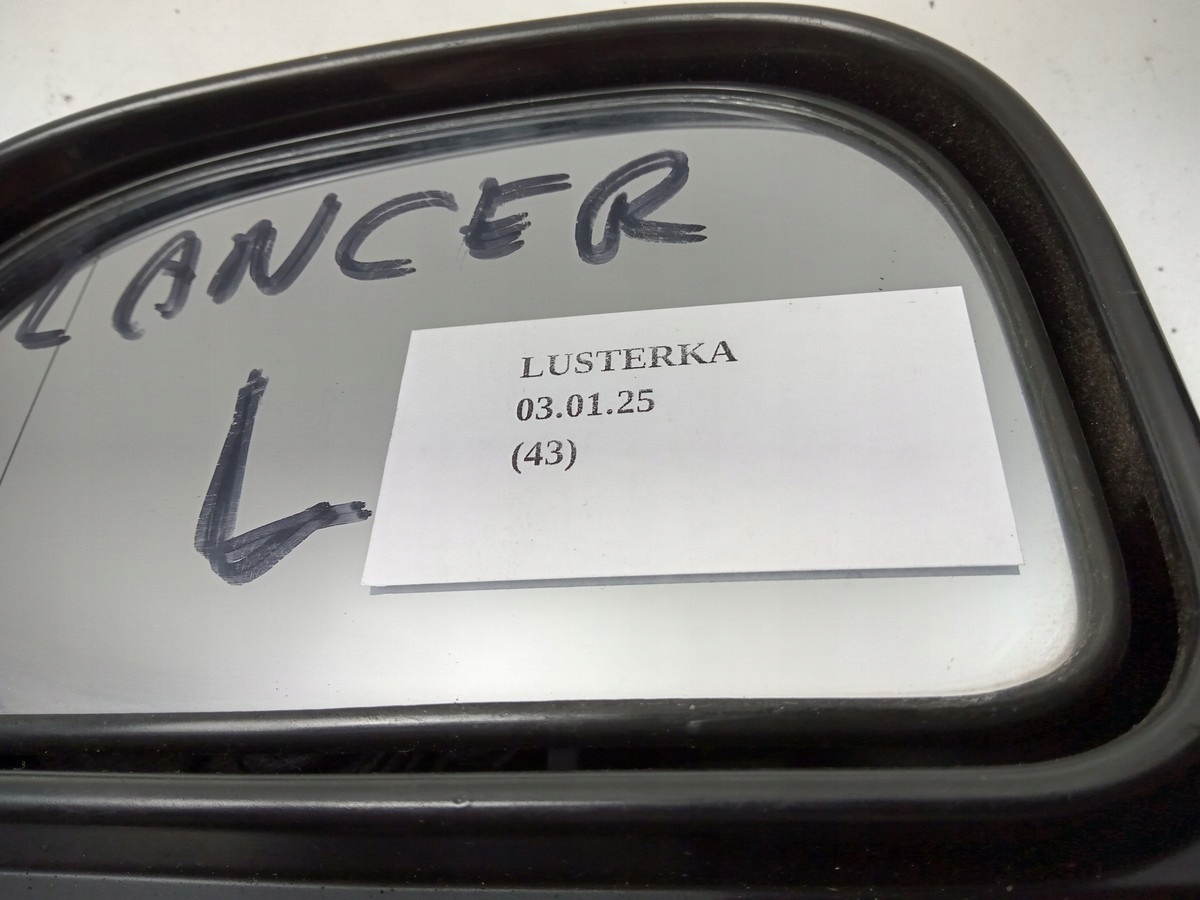 LANCER
L
LUSTERKA
03.01.25
(43)